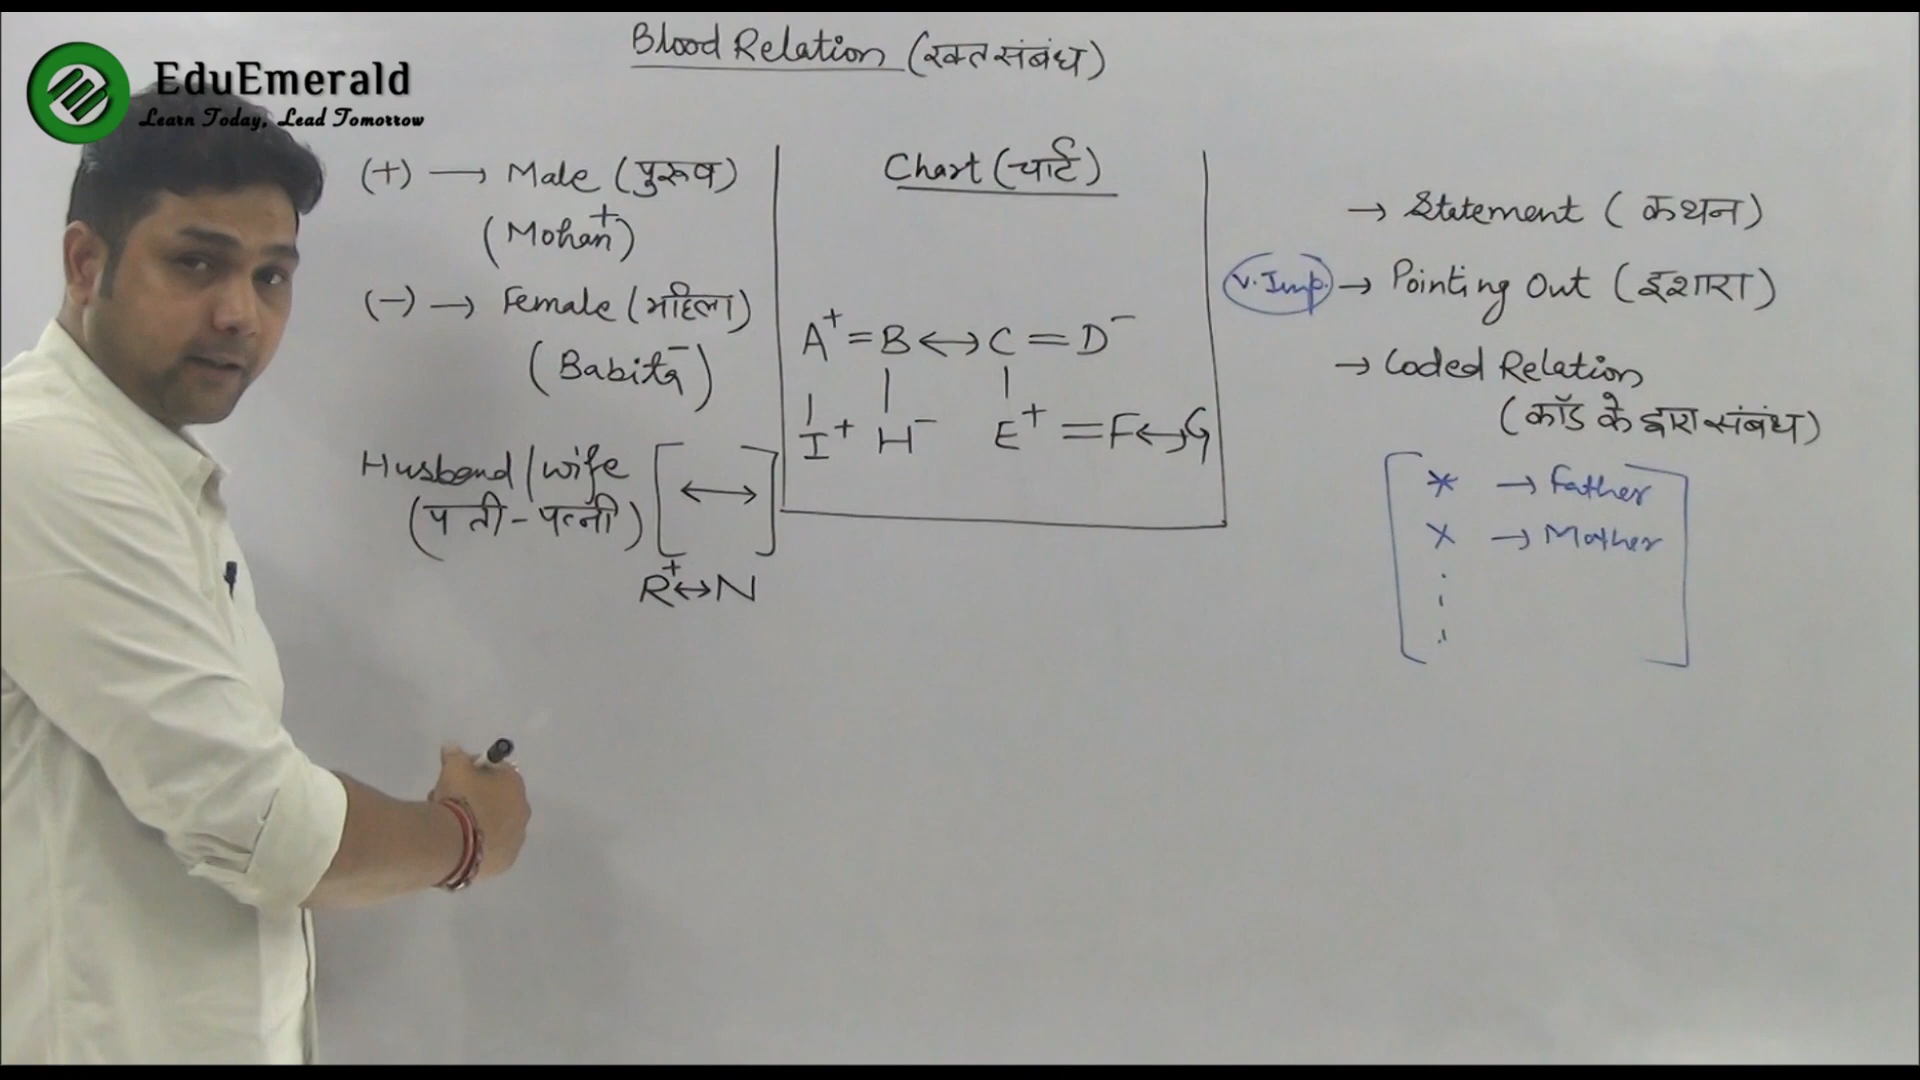 EduEmerald
Learn Today, Lead Tomorrow
Blood Relation (रक्त संबंध)
(+) → Male (पुरूष)
(Mohan+)
(−) → Female (महिला)
(Babita−)
Husband/wife [↔]
(पती - पत्नी)
R+↔N
Chart (चार्ट)
A+ = B ↔ C = D−
I+ H− E+ = F↔G
→ Statement (कथन)
V. Imp. → Pointing Out (इशारा)
→ Coded Relation
(कॉड के द्वारा संबंध)
* → Father
× → Mother